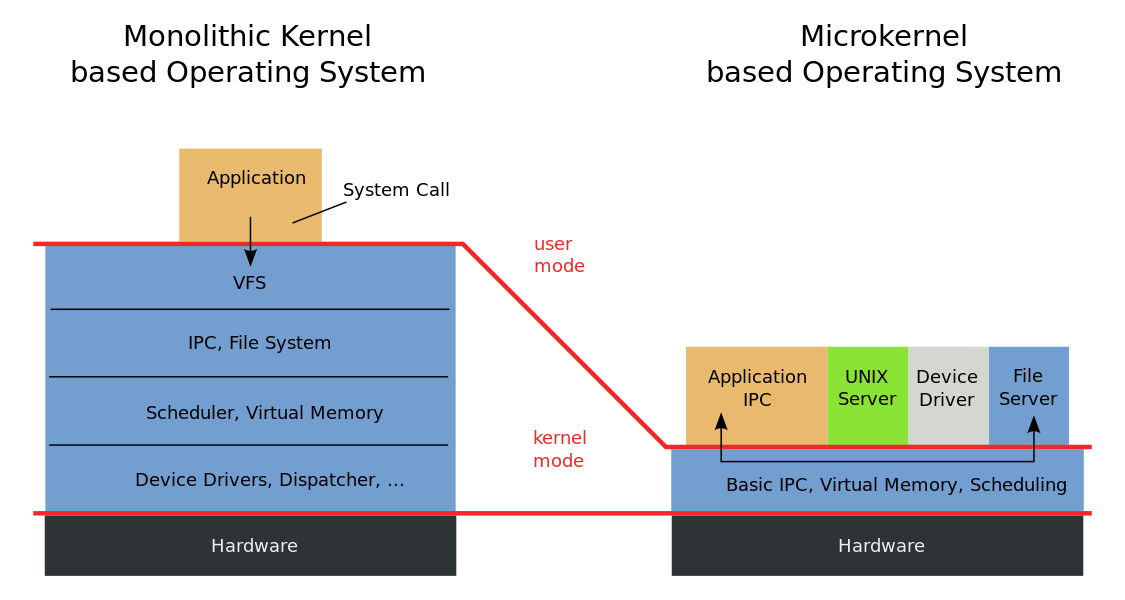 Monolithic Kernel
based Operating System
Microkernel
based Operating System
Application
System Call
user
mode
VFS
IPC, File System
Scheduler, Virtual Memory
Device Drivers, Dispatcher, ...
Hardware
kernel
mode
Application
IPC
UNIX
Server
Device
Driver
File
Server
Basic IPC, Virtual Memory, Scheduling
Hardware